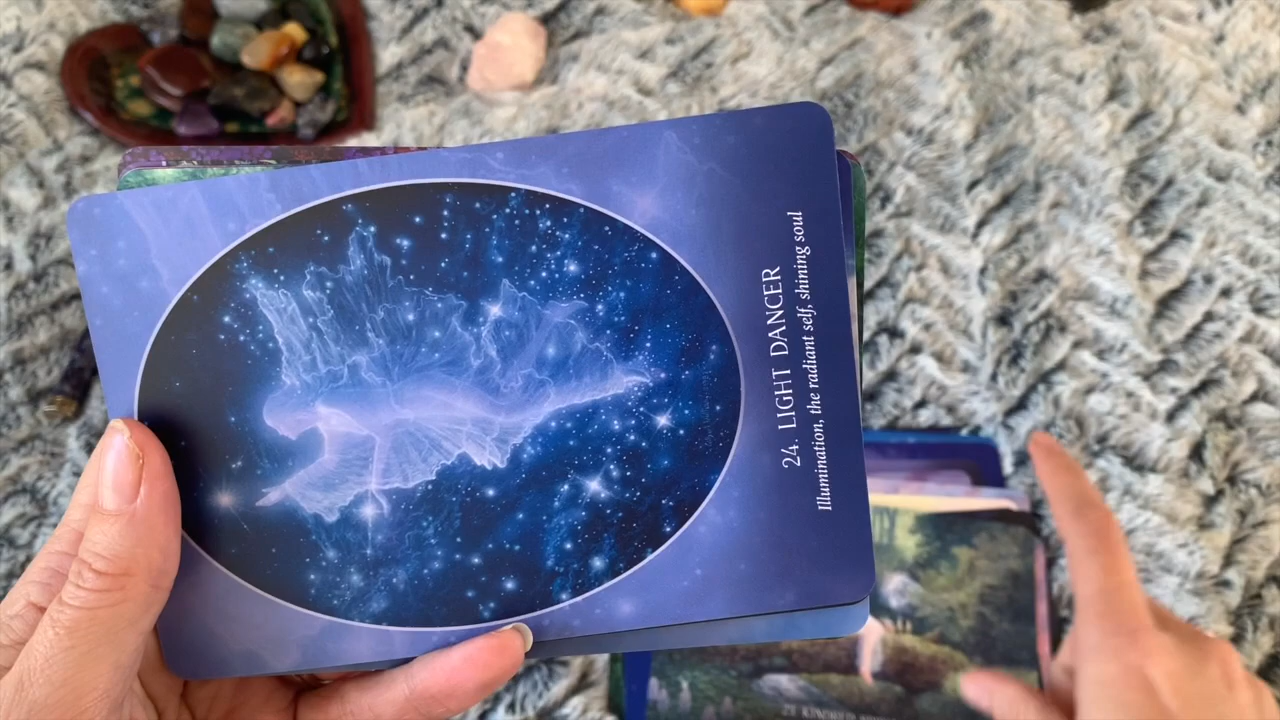 24. LIGHT DANCER
Illumination, the radiant self, shining soul